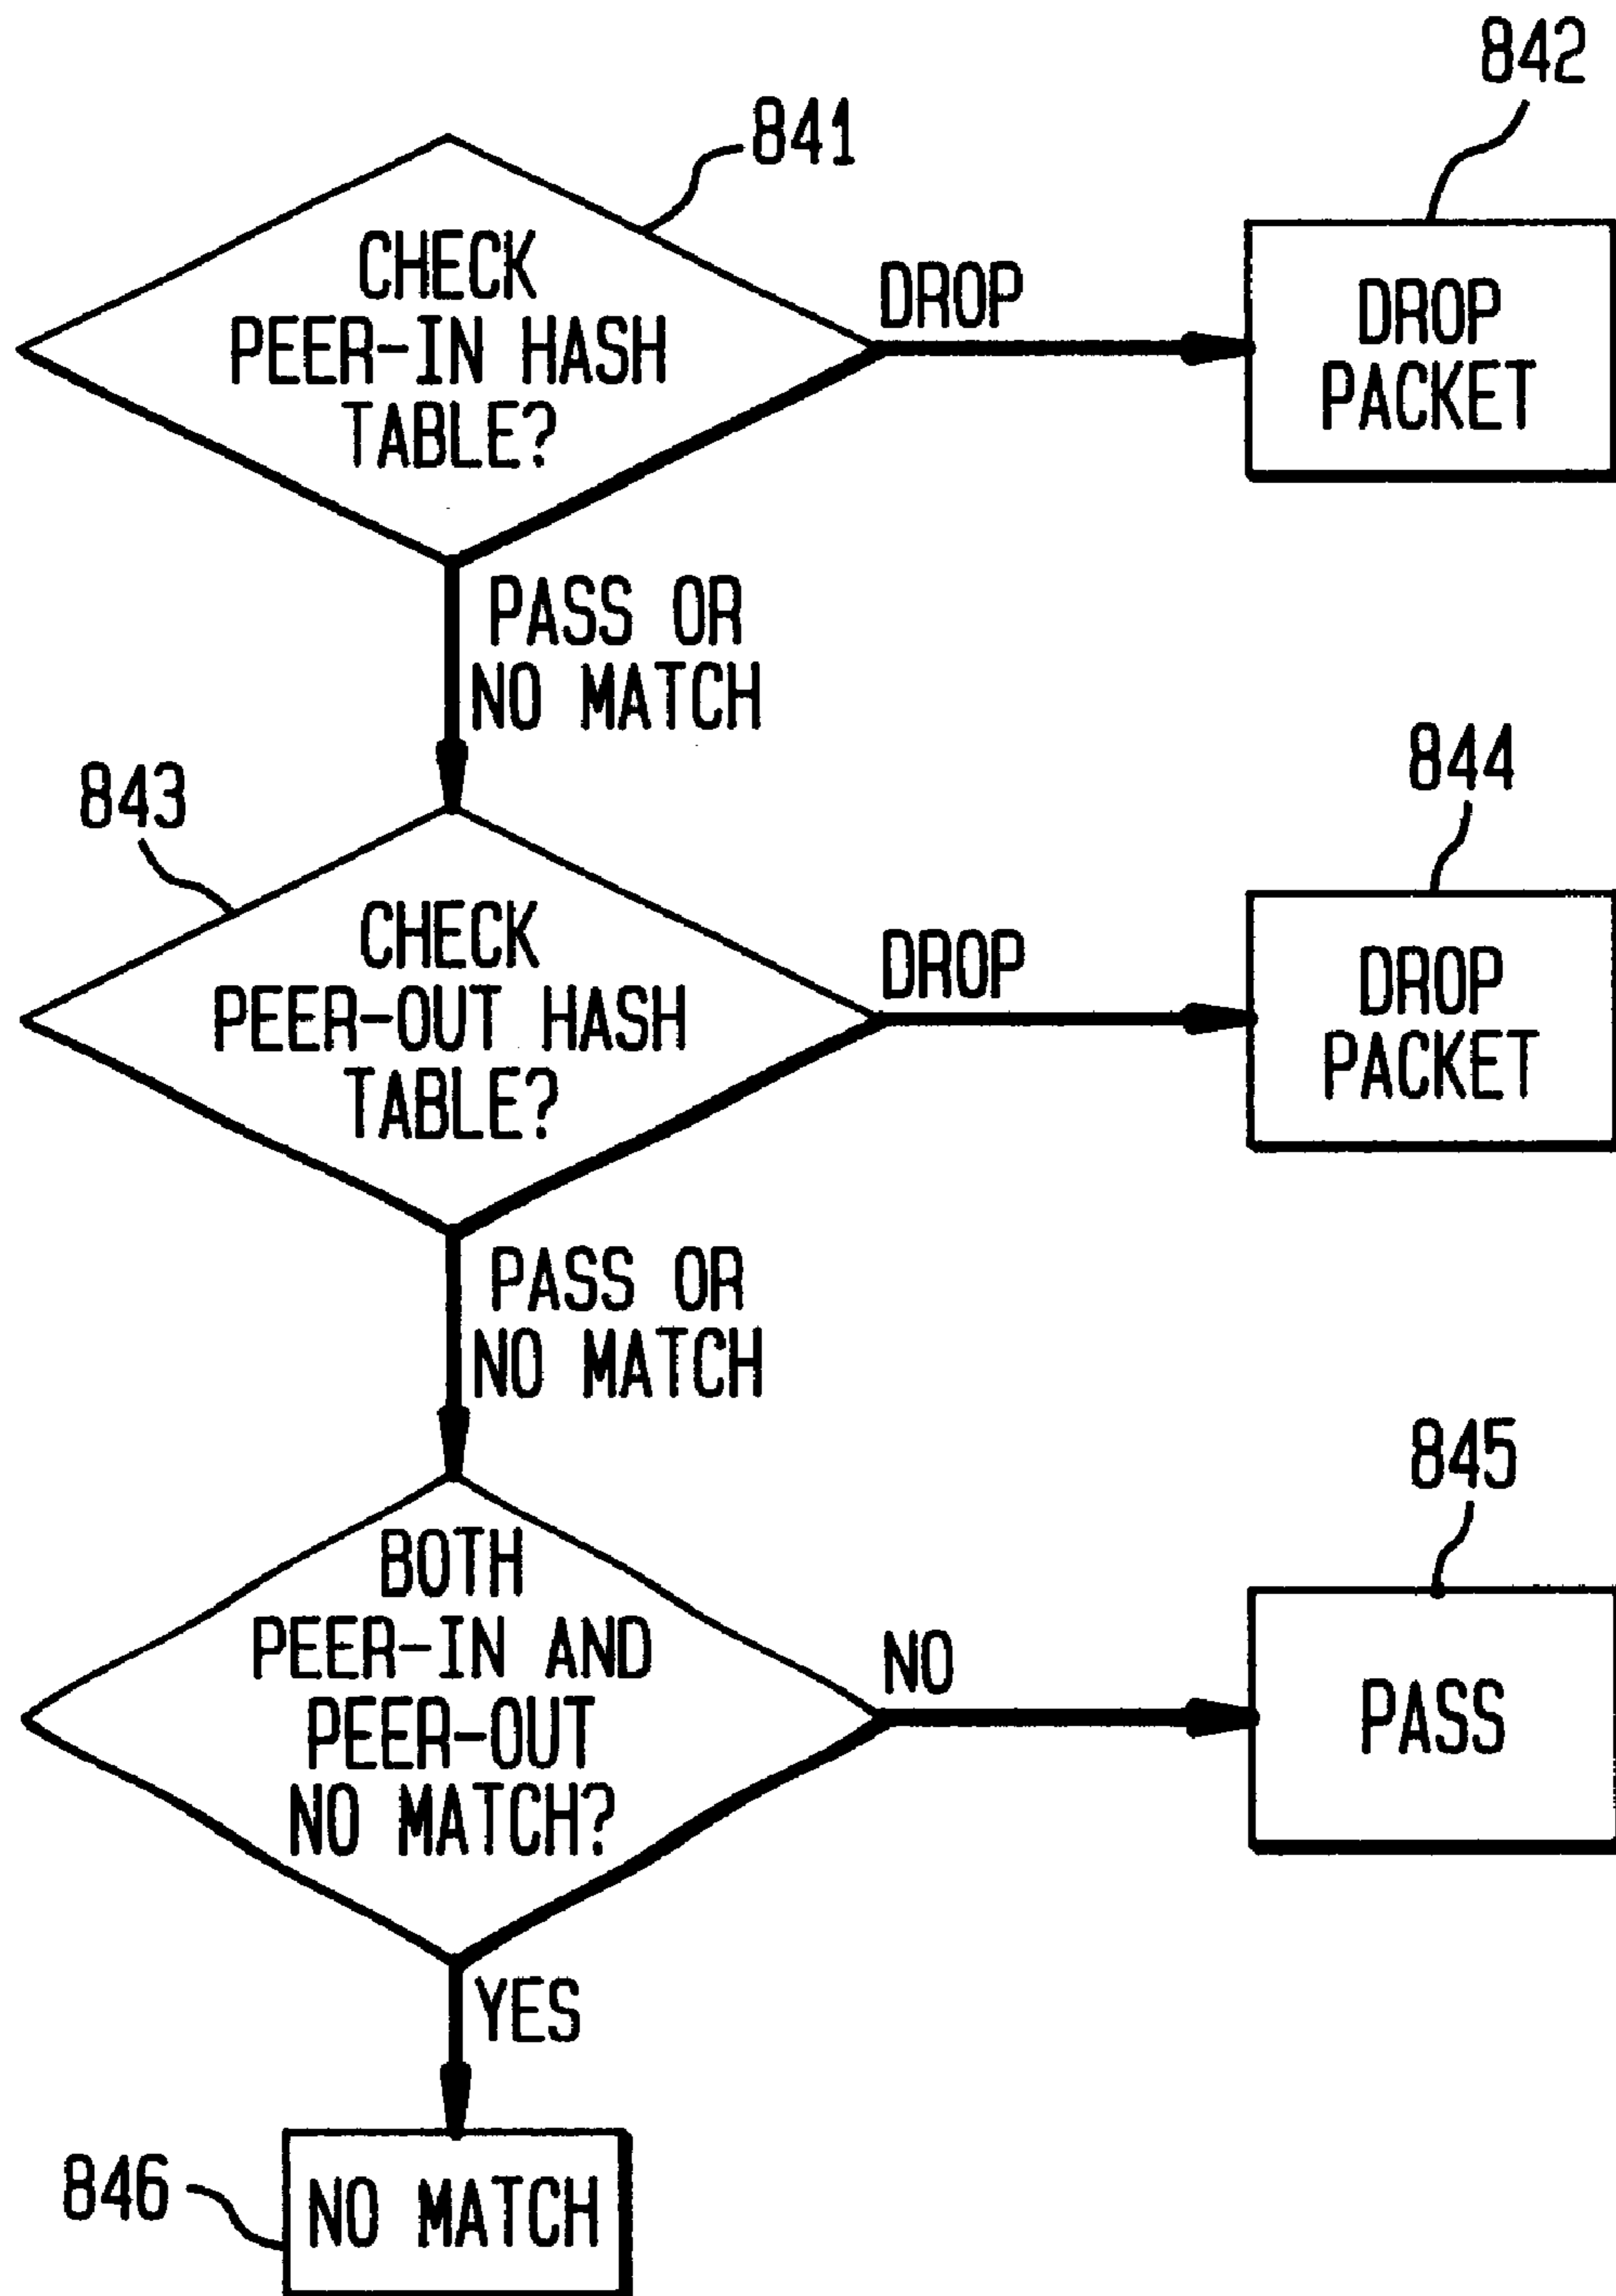 842
841
CHECK
PEER-IN HASH
TABLE?
DROP
DROP
PACKET
PASS OR
NO MATCH
843
844
CHECK
PEER-OUT HASH
TABLE?
DROP
DROP
PACKET
PASS OR
NO MATCH
845
BOTH
PEER-IN AND
PEER-OUT
NO MATCH?
NO
PASS
YES
846
NO MATCH